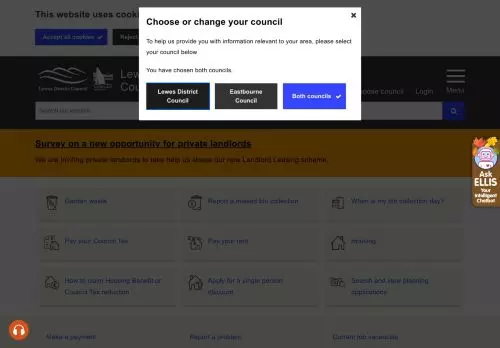 This website uses cook
Accept all cookies
Reject
Choose or change your council
To help us provide you with information relevant to your area, please select
your council below.
You have chosen both councils.
Lewes District
Council
Eastbourne
Council
Both councils
Lewes District Council
Lewes
Council
Choose council
Login
Menu
Search our website
Survey on a new opportunity for private landlords
We are inviting private landlords to take help us shape our new Landlord Leasing scheme.
Garden waste
Report a missed bin collection
When is my bin collection day?
Pay your Council Tax
Pay your rent
Housing
How to claim Housing Benefit or
Council Tax reduction
Apply for a single person
discount
Search and view planning
applications
Make a payment
Report a problem
Current job vacancies
Ask
ELLIS
Your
Intelligent
Chatbot